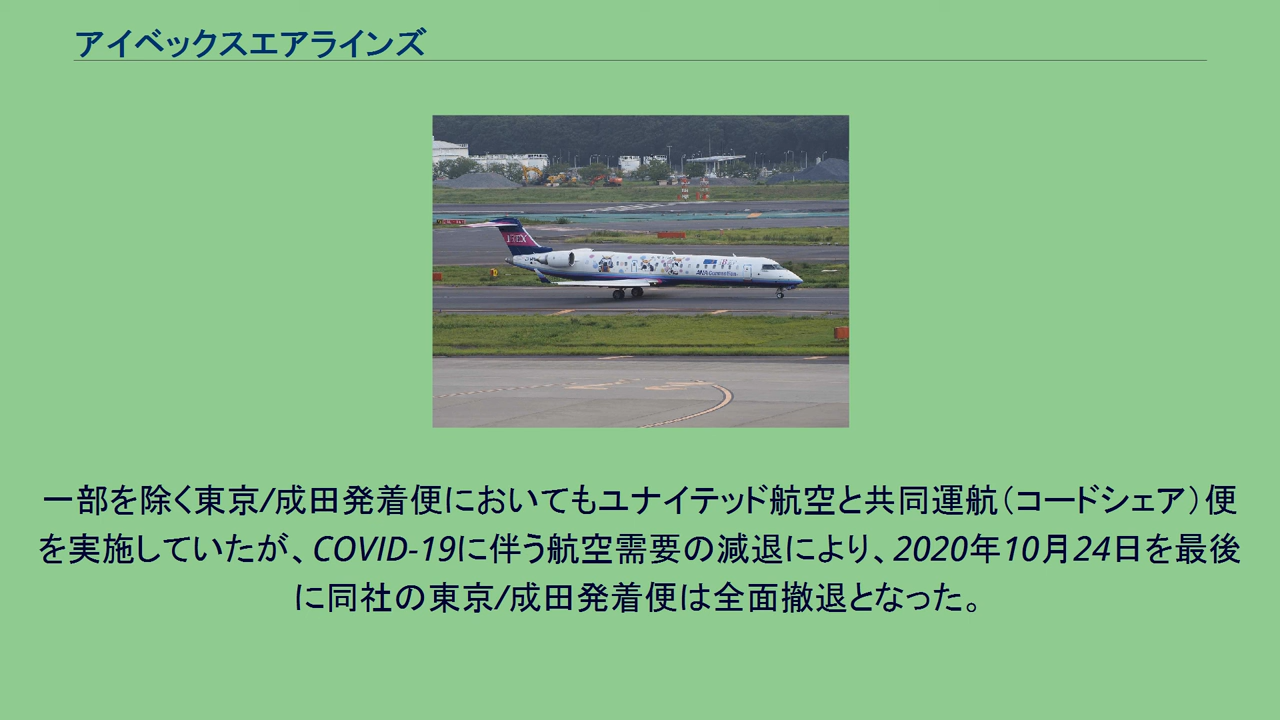 アイベックスエアラインズ
IBEX
一部を除く東京/成田発着便においてもユナイテッド航空と共同運航（コードシェア）便
を実施していたが、COVID-19に伴う航空需要の減退により、2020年10月24日を最後
に同社の東京/成田発着便は全面撤退となった。